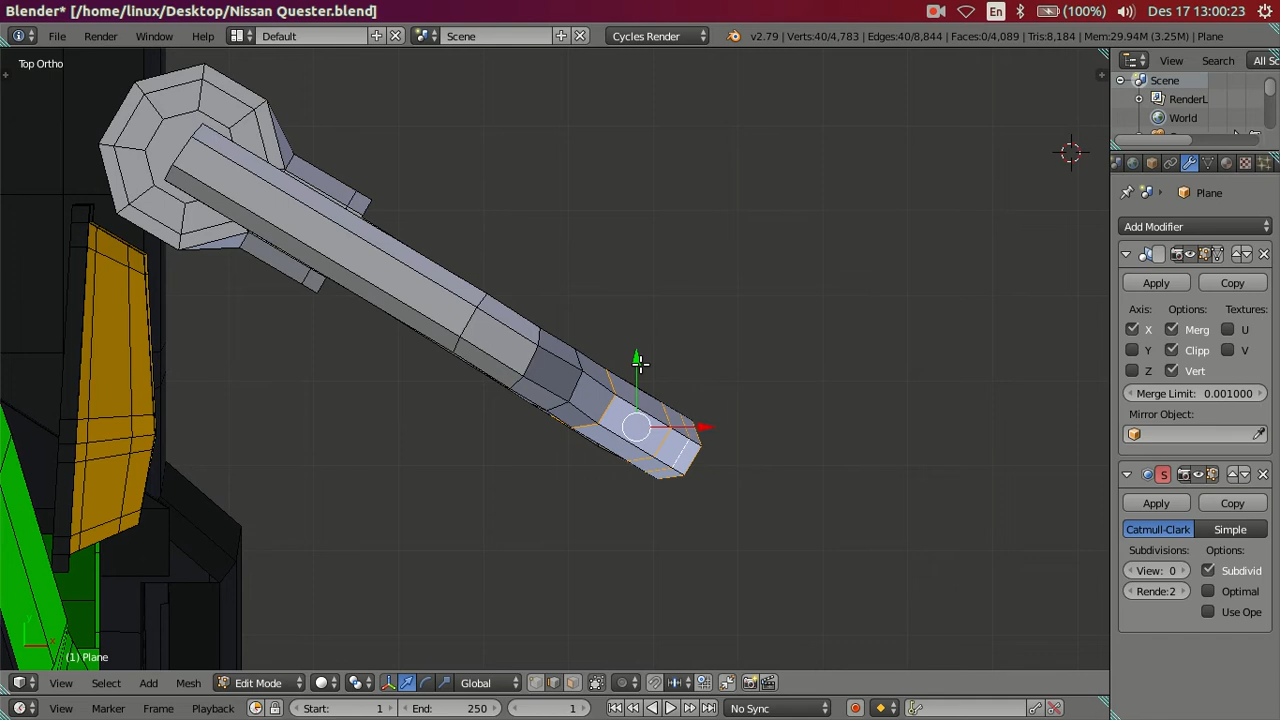 Blender* [/home/linux/Desktop/Nissan Quester.blend]
En (100%) Des 17 13:00:23
File Render Window Help Default Scene Cycles Render v2.79 | Verts:40/4,783 | Edges:40/8,844 | Faces:0/4,089 | Tris:8,184 | Mem:29.94M (3.25M) | Plane
Top Ortho
View Search All Sc
Scene
RenderL
World
Plane
Add Modifier
Apply Copy
Axis: Options: Textures:
X Merg U
Y Clipp V
Z Vert
Merge Limit: 0.001000
Mirror Object:
S
Apply Copy
Catmull-Clark Simple
Subdivisions: Options:
View: 0 Subdivid
Rende:2 Optimal
Use Ope
y
x
(1) Plane
View Select Add Mesh Edit Mode Global
View Marker Frame Playback Start: 1 End: 250 1 No Sync